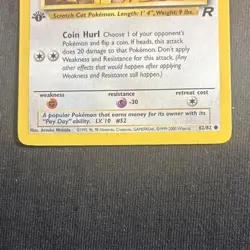 Scratch Cat Pokémon. Length: 1' 4", Weight: 9 lbs.
Coin Hurl Choose 1 of your opponent's
Pokémon and flip a coin. If heads, this attack
does 20 damage to that Pokémon. Don't apply
Weakness and Resistance for this attack. (Any
other effects that would happen after applying
Weakness and Resistance still happen.)
weakness resistance retreat cost
-30
A popular Pokémon that earns money for its owner with its
"Pay Day" ability. LV. 10 #52
62/82